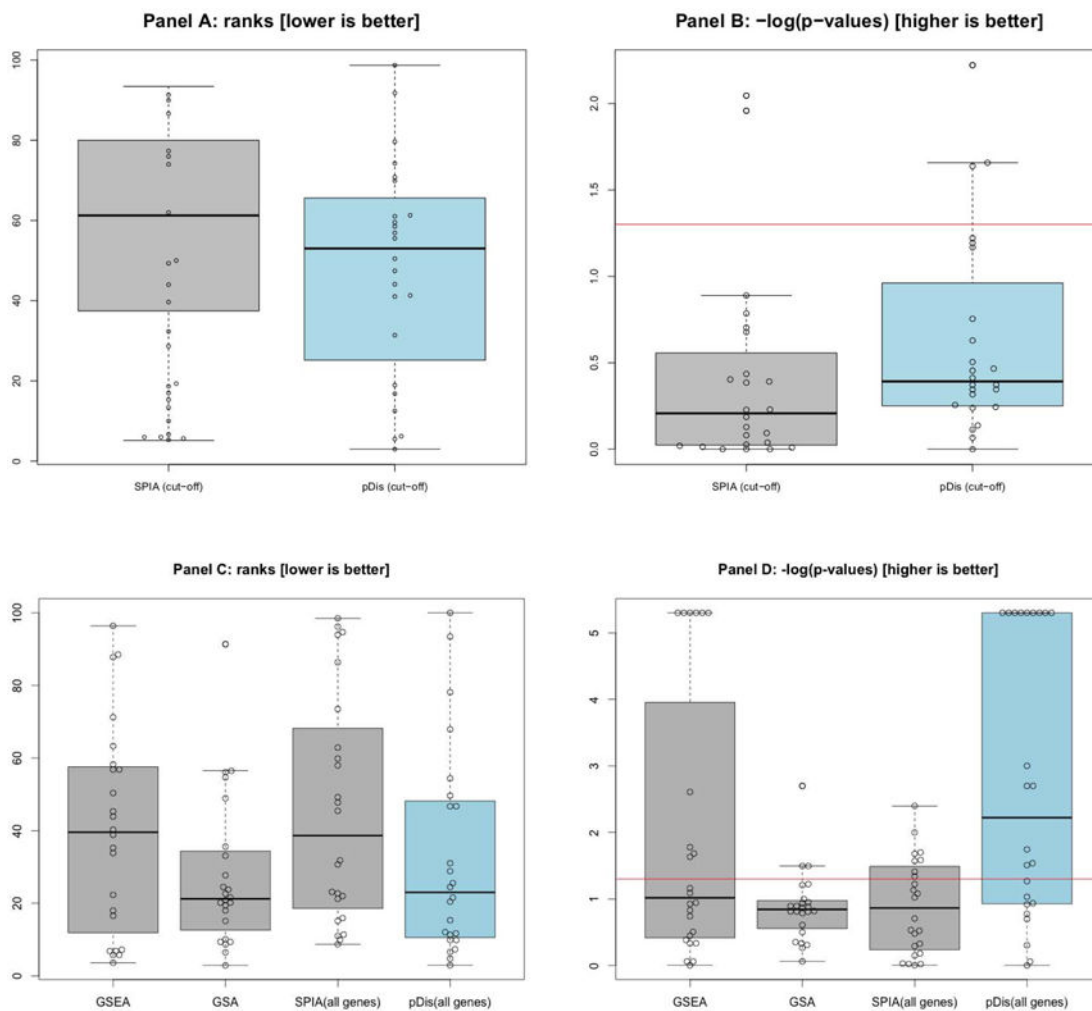 Panel A: ranks [lower is better]
100
80
60
40
20
0
SPIA (cut−off)
pDis (cut−off)
Panel B: −log(p−values) [higher is better]
2.0
1.5
1.0
0.5
0.0
SPIA (cut−off)
pDis (cut−off)
Panel C: ranks [lower is better]
100
80
60
40
20
0
GSEA
GSA
SPIA(all genes)
pDis(all genes)
Panel D: -log(p-values) [higher is better]
5
4
3
2
1
0
GSEA
GSA
SPIA(all genes)
pDis(all genes)